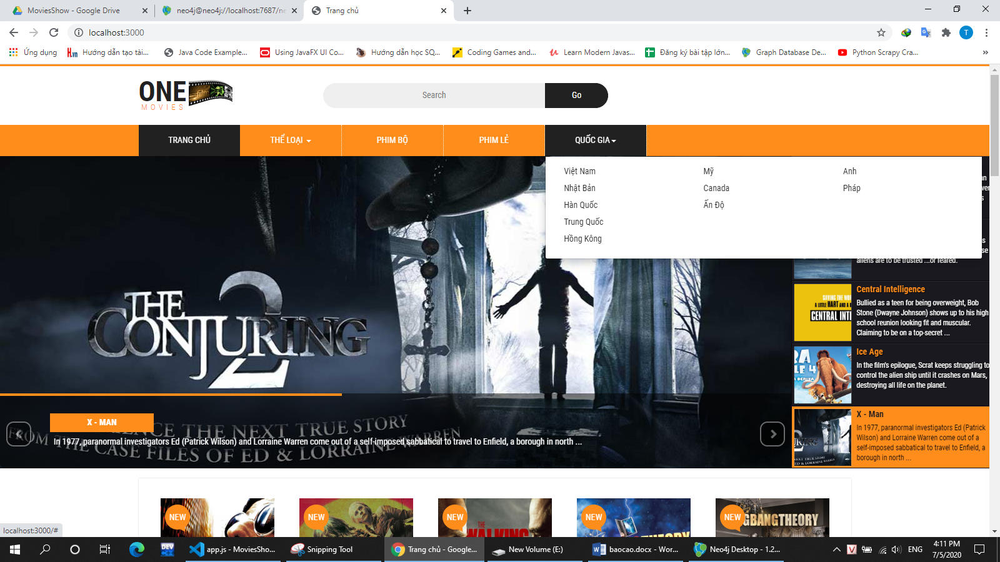 MoviesShow - Google Drive
neo4j@neo4j://localhost:7687/ne
Trang chủ
localhost:3000
Ứng dụng
Hướng dẫn tạo tài...
Java Code Example...
Using JavaFX UI Co...
Hướng dẫn học SQ...
Coding Games and...
Learn Modern Javas...
Đăng ký bài tập lớn...
Graph Database De...
Python Scrapy Cra...
ONE
film
MOVIES
Search
Go
TRANG CHỦ
THỂ LOẠI
PHIM BỘ
PHIM LẺ
QUỐC GIA
Việt Nam
Mỹ
Anh
Nhật Bản
Canada
Pháp
Hàn Quốc
Ấn Độ
Trung Quốc
Hồng Kông
aliens are to be trusted ...or feared.
Central Intelligence
Bullied as a teen for being overweight, Bob
Stone (Dwayne Johnson) shows up to his high
school reunion looking fit and muscular.
Claiming to be on a top-secret ...
Ice Age
In the film's epilogue, Scrat keeps struggling to
control the alien ship until it crashes on Mars,
destroying all life on the planet.
X - Man
In 1977, paranormal investigators Ed (Patrick
Wilson) and Lorraine Warren come out of a
self-imposed sabbatical to travel to Enfield, a
borough in north ...
THE
CONJURING
2
X - MAN
THE NEXT TRUE STORY
In 1977, paranormal investigators Ed (Patrick Wilson) and Lorraine Warren come out of a self-imposed sabbatical to travel to Enfield, a borough in north ...
FROM THE CASE FILES OF ED & LORRAINE WARREN
NEW
NEW
NEW
NEW
NEW
THE
WALKING
GBANGTHEORY
localhost:3000/#
app.js - MoviesSho...
Snipping Tool
Trang chủ - Google...
New Volume (E:)
baocao.docx - Wor...
Neo4j Desktop - 1.2...
ENG
4:11 PM
7/5/2020